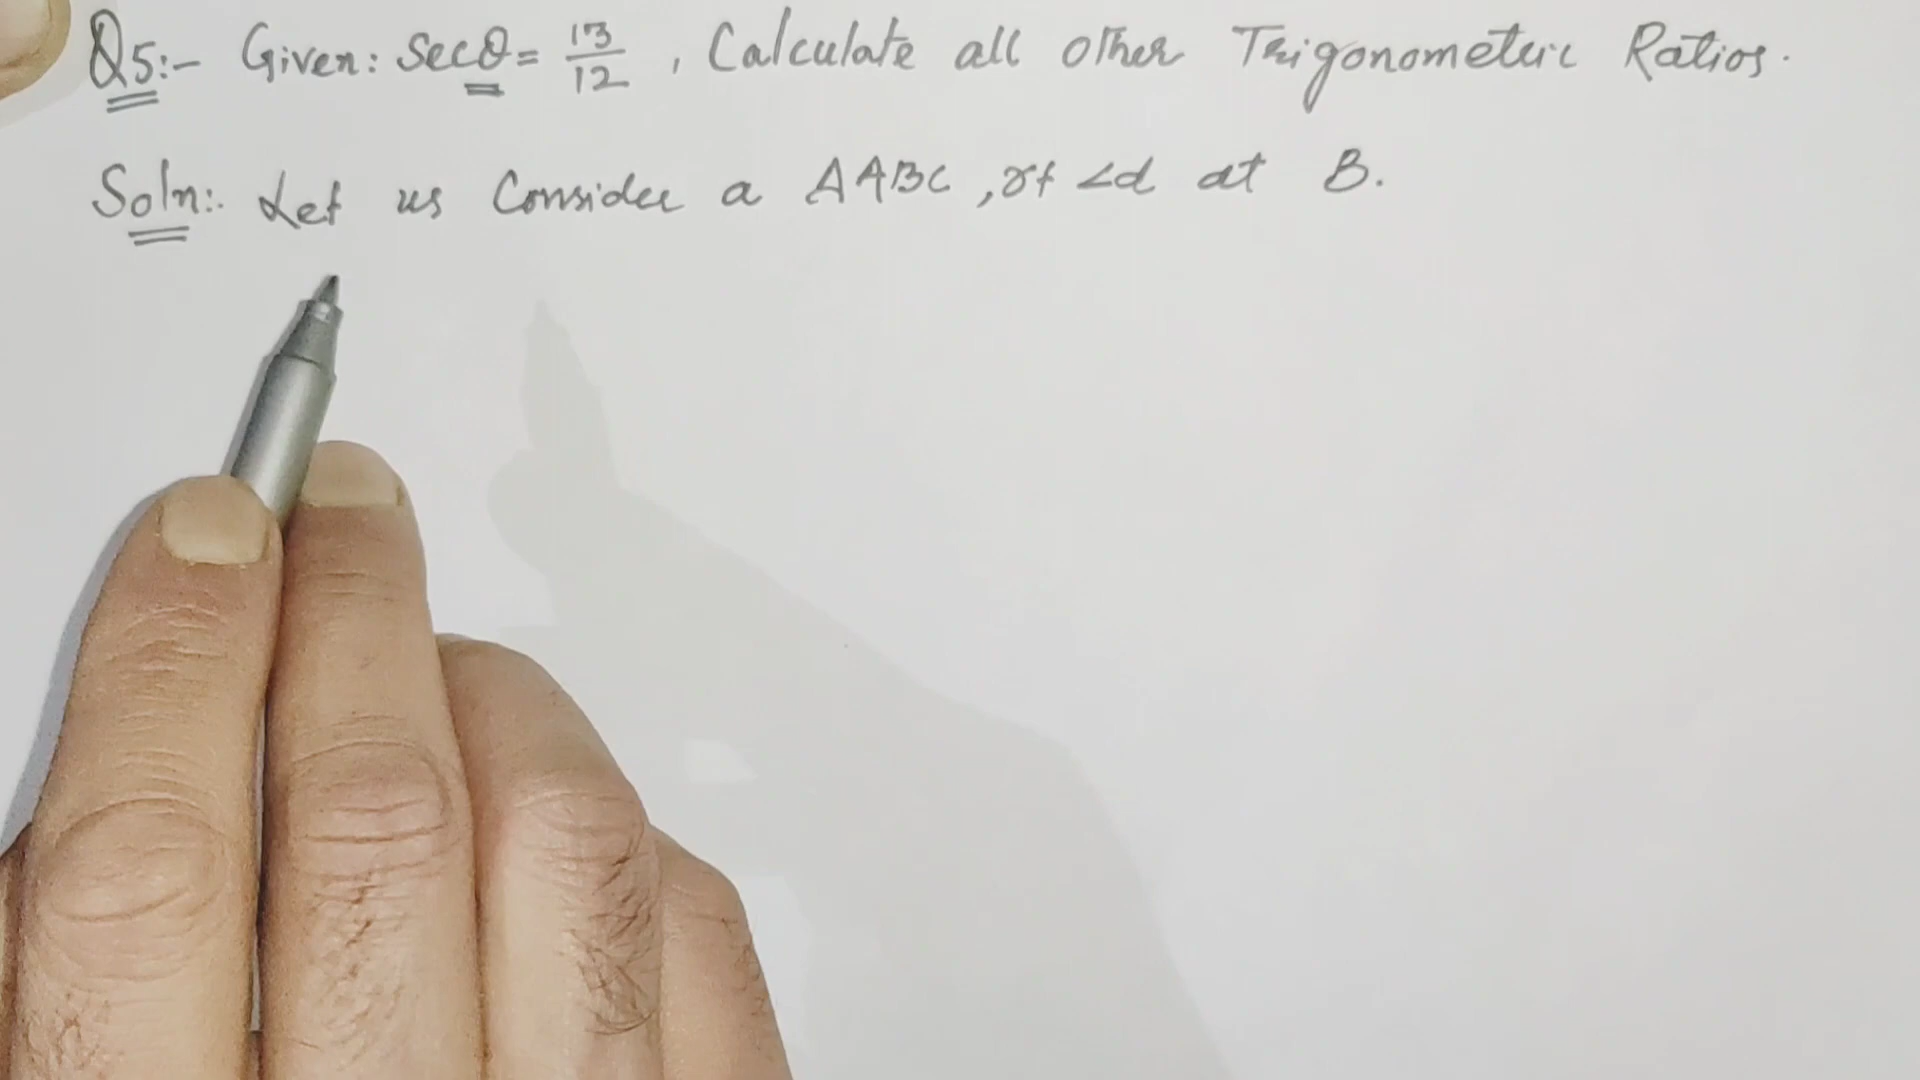 Q5:- Given: secθ = 13/12, Calculate all other Trigonometric Ratios.
Soln:. Let us Consider a ΔABC, rt ∠d at B.